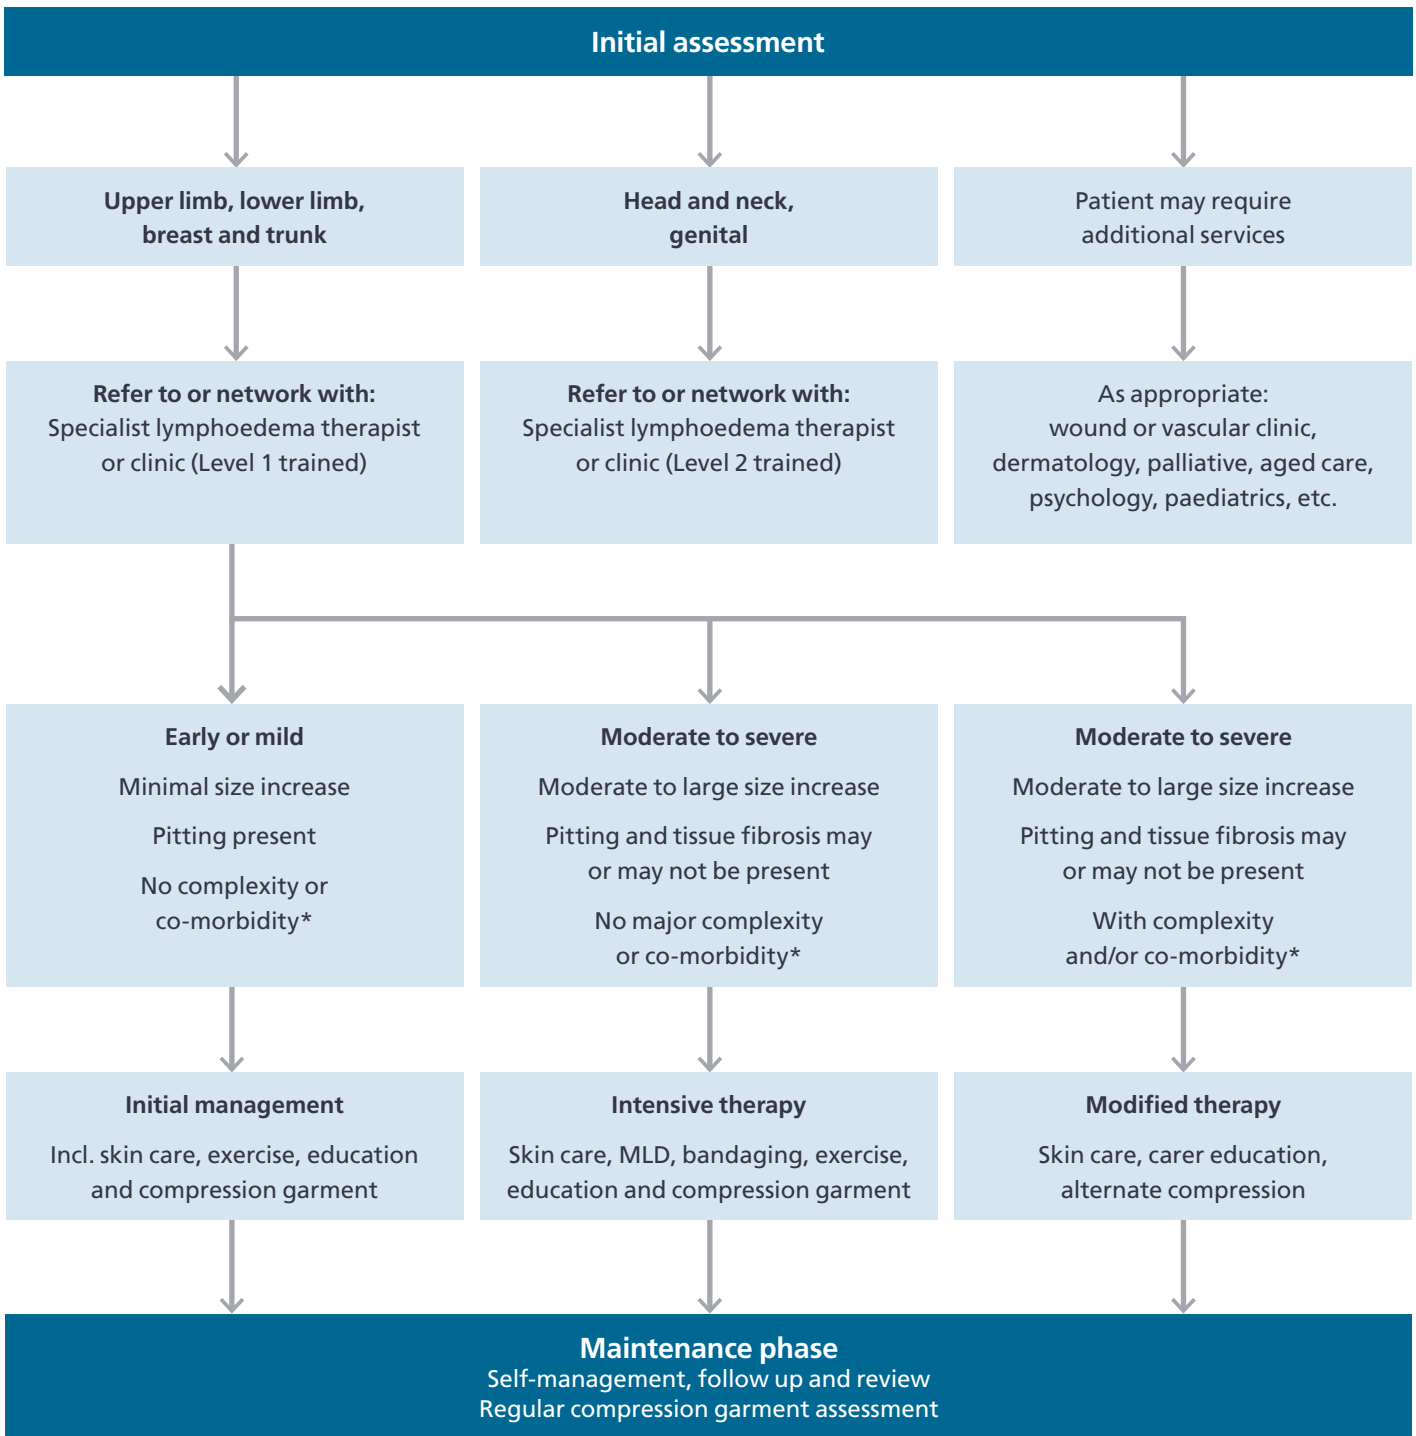 Initial assessment
Upper limb, lower limb,
breast and trunk
Head and neck,
genital
Patient may require
additional services
Refer to or network with:
Specialist lymphoedema therapist
or clinic (Level 1 trained)
Refer to or network with:
Specialist lymphoedema therapist
or clinic (Level 2 trained)
As appropriate:
wound or vascular clinic,
dermatology, palliative, aged care,
psychology, paediatrics, etc.
Early or mild
Minimal size increase
Pitting present
No complexity or
co-morbidity*
Moderate to severe
Moderate to large size increase
Pitting and tissue fibrosis may
or may not be present
No major complexity
or co-morbidity*
Moderate to severe
Moderate to large size increase
Pitting and tissue fibrosis may
or may not be present
With complexity
and/or co-morbidity*
Initial management
Incl. skin care, exercise, education
and compression garment
Intensive therapy
Skin care, MLD, bandaging, exercise,
education and compression garment
Modified therapy
Skin care, carer education,
alternate compression
Maintenance phase
Self-management, follow up and review
Regular compression garment assessment